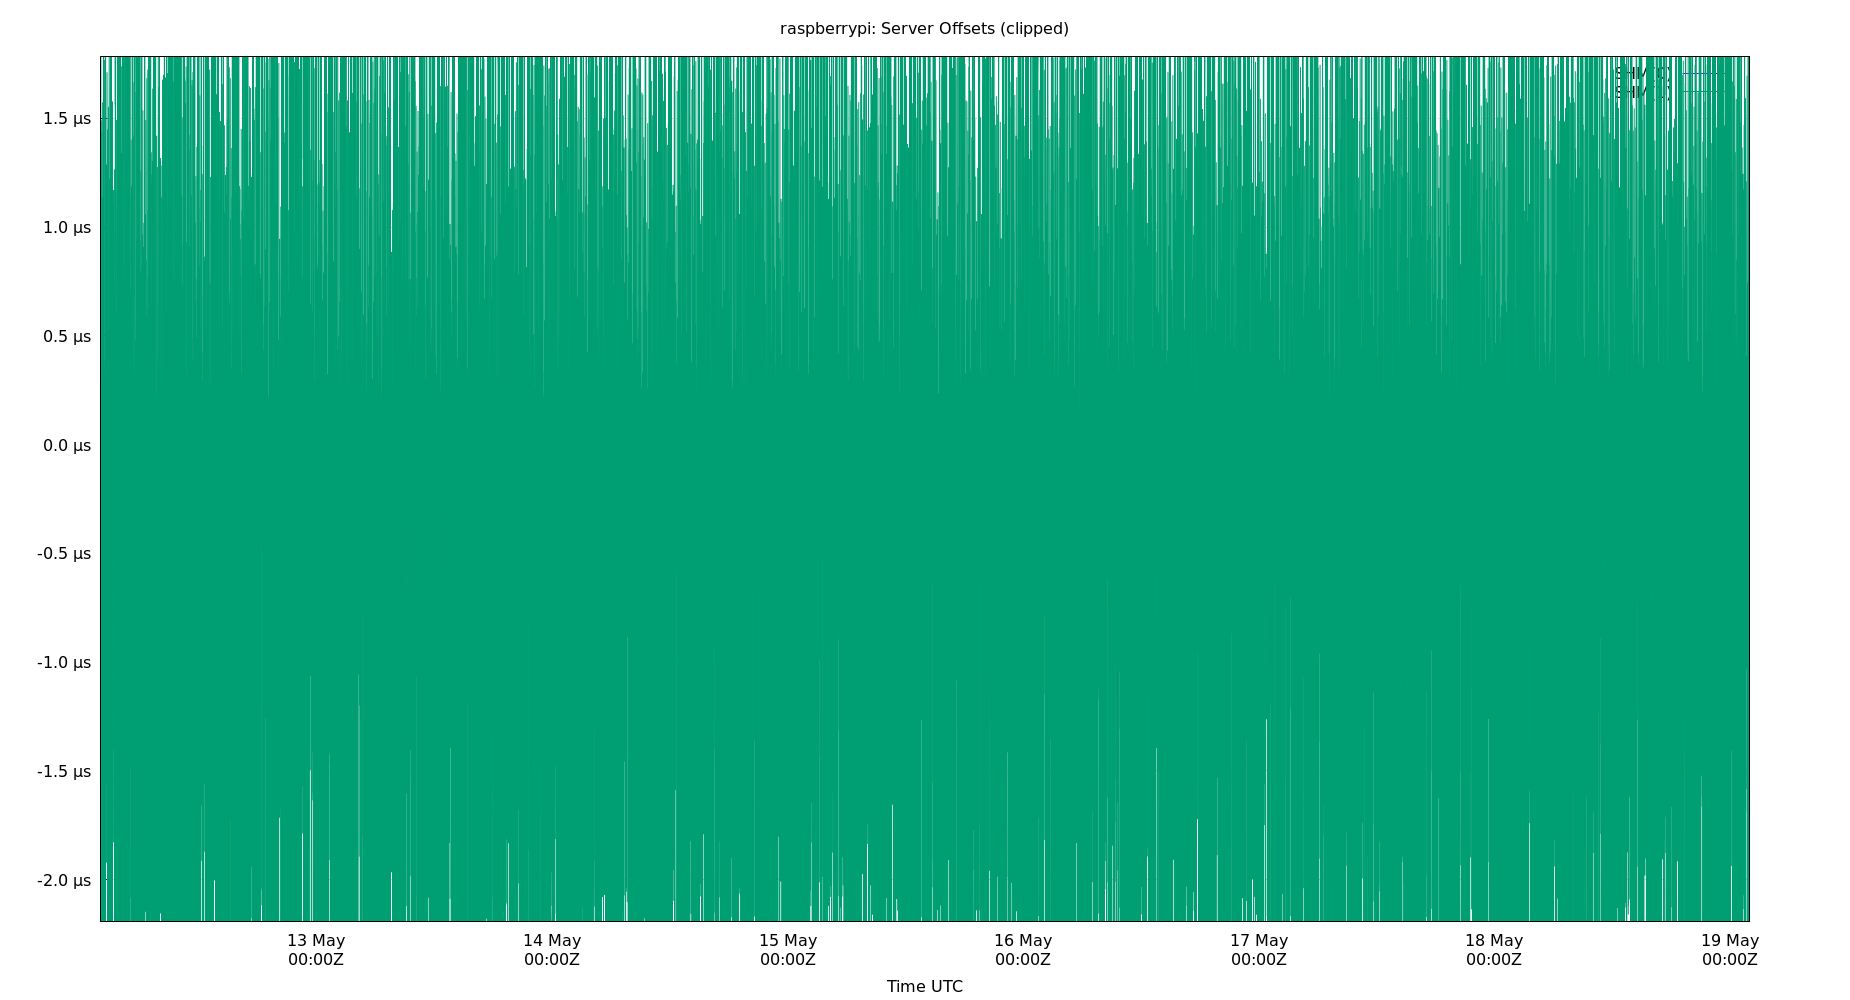 raspberrypi: Server Offsets (clipped)
1.5 µs
1.0 µs
0.5 µs
0.0 µs
-0.5 µs
-1.0 µs
-1.5 µs
-2.0 µs
13 May 14 May 15 May 16 May 17 May 18 May 19 May
00:00Z 00:00Z 00:00Z 00:00Z 00:00Z 00:00Z 00:00Z
Time UTC